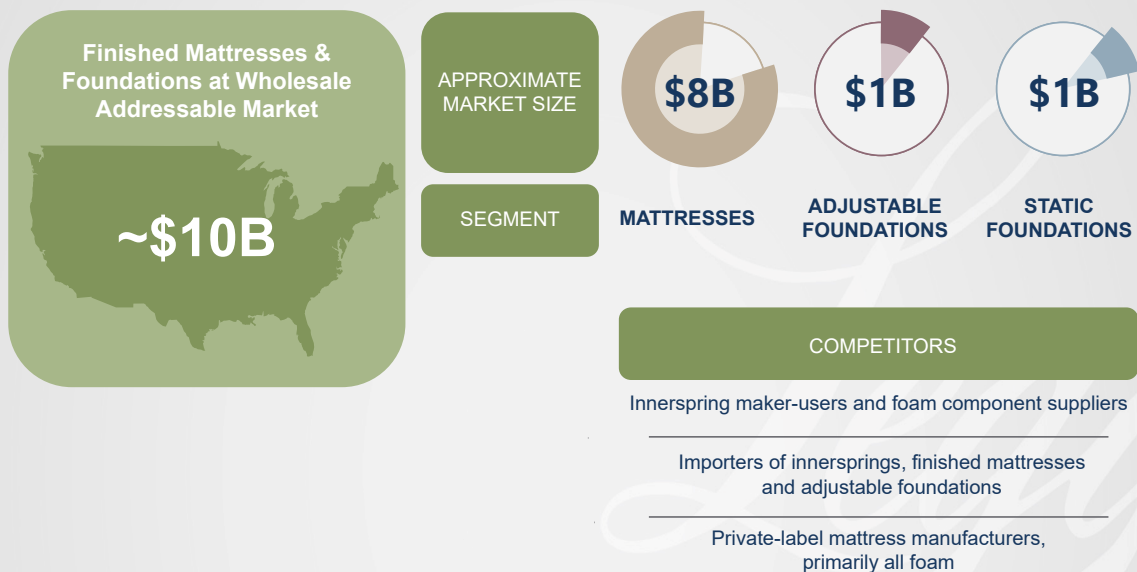 Finished Mattresses &
Foundations at Wholesale
Addressable Market
~$10B
APPROXIMATE
MARKET SIZE
$8B
$1B
$1B
SEGMENT
MATTRESSES
ADJUSTABLE
FOUNDATIONS
STATIC
FOUNDATIONS
COMPETITORS
Innerspring maker-users and foam component suppliers
Importers of innersprings, finished mattresses
and adjustable foundations
Private-label mattress manufacturers,
primarily all foam